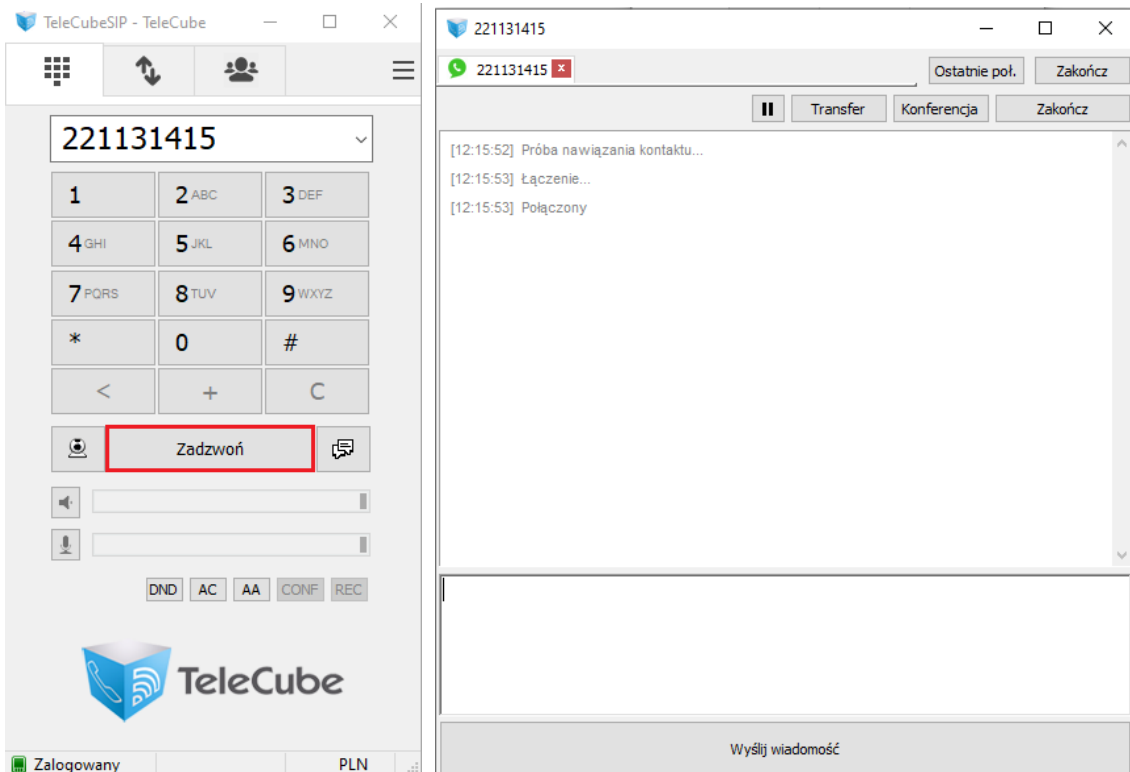 TeleCubeSIP - TeleCube
221131415
1
2 ABC
3 DEF
4 GHI
5 JKL
6 MNO
7 PQRS
8 TUV
9 WXYZ
*
0
#
<
+
C
Zadzwoń
DND AC AA CONF REC
TeleCube
Zalogowany PLN
221131415
221131415 x
Ostatnie poł. Zakończ
Transfer Konferencja Zakończ
[12:15:52] Próba nawiązania kontaktu...
[12:15:53] Łączenie...
[12:15:53] Połączony
Wyślij wiadomość